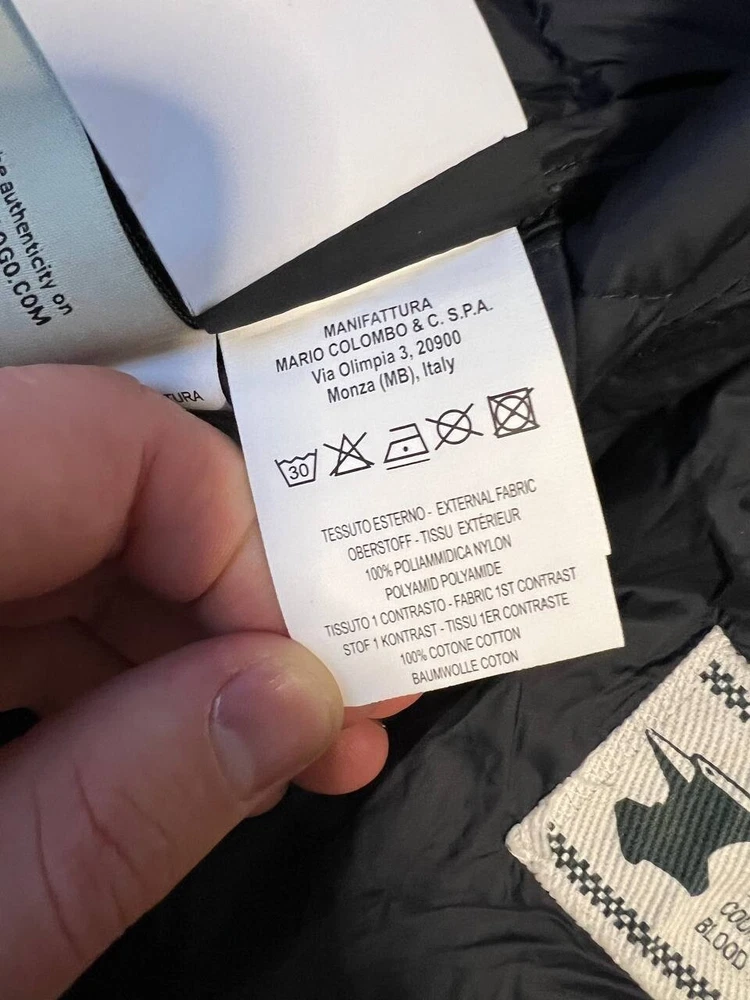 authenticity on
OGO.COM
TURA
MANIFATTURA
MARIO COLOMBO & C. S.P.A.
Via Olimpia 3, 20900
Monza (MB), Italy
30
TESSUTO ESTERNO - EXTERNAL FABRIC
OBERSTOFF - TISSU EXTÉRIEUR
100% POLIAMMIDICA NYLON
POLYAMID POLYAMIDE
TISSUTO 1 CONTRASTO - FABRIC 1ST CONTRAST
STOF 1 KONTRAST - TISSU 1ER CONTRASTE
100% COTONE COTTON
BAUMWOLLE COTON
BLOOD